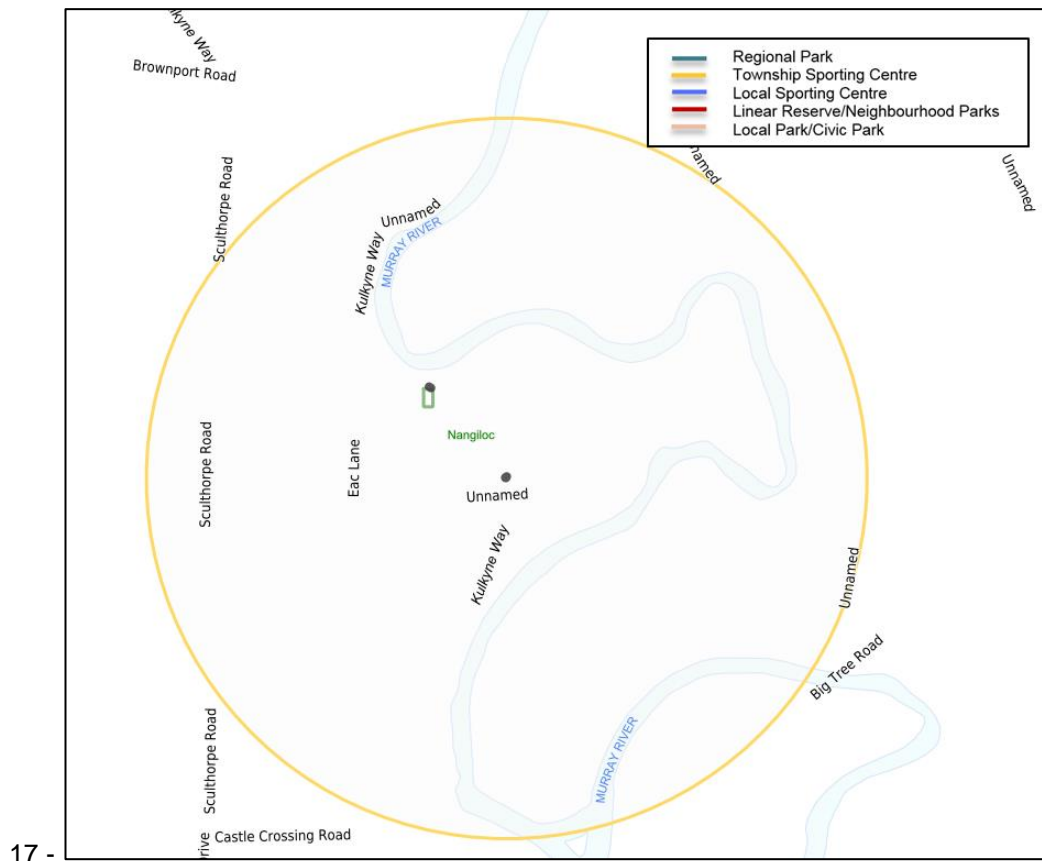 Kulkyne Way
Brownport Road
Regional Park
Township Sporting Centre
Local Sporting Centre
Linear Reserve/Neighbourhood Parks
Local Park/Civic Park
Unnamed
Sculthorpe Road
Unnamed
Kulkyne Way
MURRAY RIVER
Nangiloc
Sculthorpe Road
Eac Lane
Unnamed
Kulkyne Way
Unnamed
Big Tree Road
Sculthorpe Road
MURRAY RIVER
Castle Crossing Road
17 -